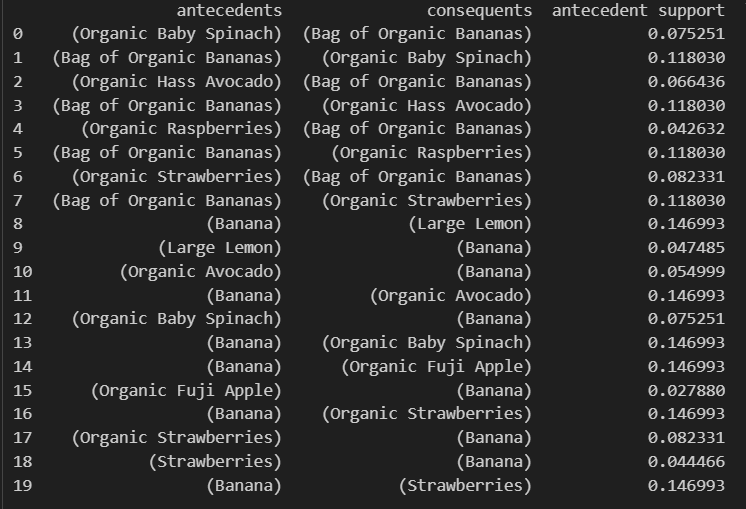 antecedents consequents antecedent support
0 (Organic Baby Spinach) (Bag of Organic Bananas) 0.075251
1 (Bag of Organic Bananas) (Organic Baby Spinach) 0.118030
2 (Organic Hass Avocado) (Bag of Organic Bananas) 0.066436
3 (Bag of Organic Bananas) (Organic Hass Avocado) 0.118030
4 (Organic Raspberries) (Bag of Organic Bananas) 0.042632
5 (Bag of Organic Bananas) (Organic Raspberries) 0.118030
6 (Organic Strawberries) (Bag of Organic Bananas) 0.082331
7 (Bag of Organic Bananas) (Organic Strawberries) 0.118030
8 (Banana) (Large Lemon) 0.146993
9 (Large Lemon) (Banana) 0.047485
10 (Organic Avocado) (Banana) 0.054999
11 (Banana) (Organic Avocado) 0.146993
12 (Organic Baby Spinach) (Banana) 0.075251
13 (Banana) (Organic Baby Spinach) 0.146993
14 (Banana) (Organic Fuji Apple) 0.146993
15 (Organic Fuji Apple) (Banana) 0.027880
16 (Banana) (Organic Strawberries) 0.146993
17 (Organic Strawberries) (Banana) 0.082331
18 (Strawberries) (Banana) 0.044466
19 (Banana) (Strawberries) 0.146993